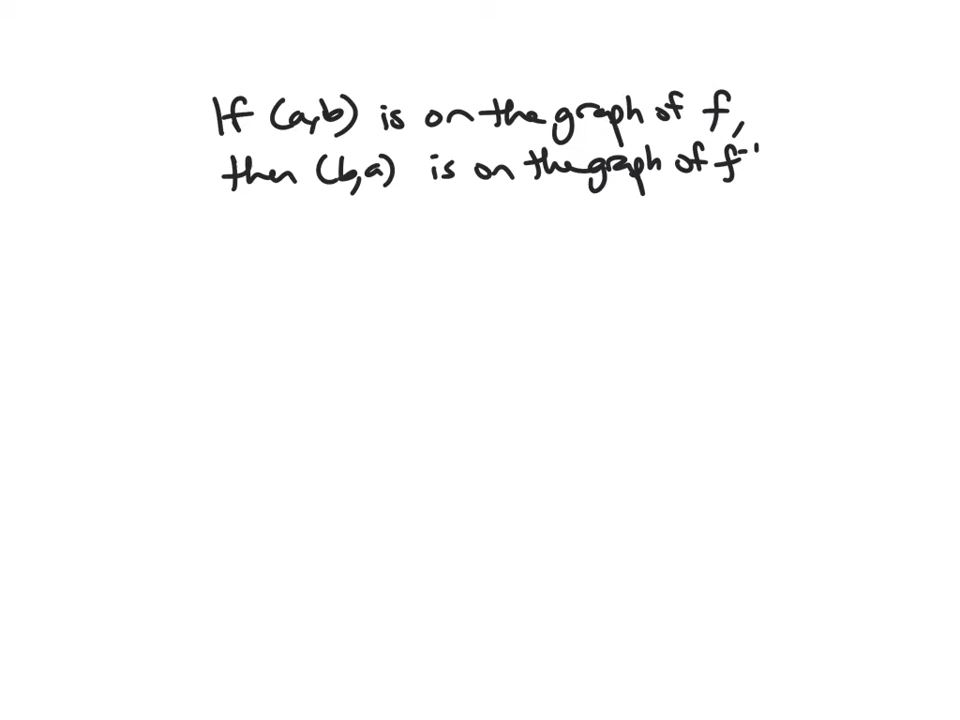 If (a,b) is on the graph of f,
then (b,a) is on the graph of f⁻¹